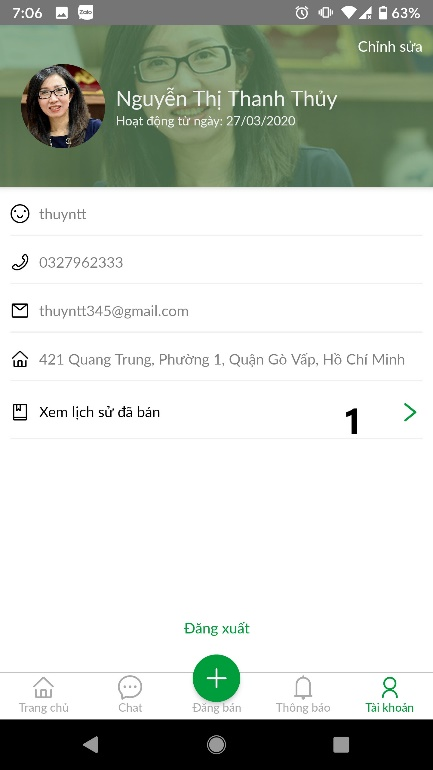 7:06 Zalo 63%
Chỉnh sửa
Nguyễn Thị Thanh Thủy
Hoạt động từ ngày: 27/03/2020
thuyntt
0327962333
thuyntt345@gmail.com
421 Quang Trung, Phường 1, Quận Gò Vấp, Hồ Chí Minh
Xem lịch sử đã bán 1
Đăng xuất
Trang chủ Chat Đăng bán Thông báo Tài khoản